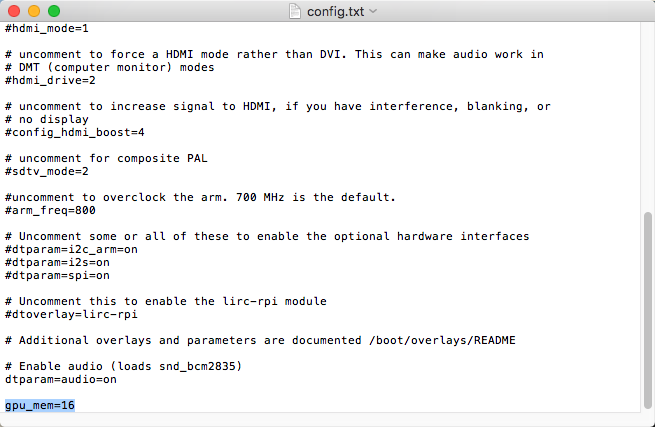 config.txt
#hdmi_mode=1
# uncomment to force a HDMI mode rather than DVI. This can make audio work in
# DMT (computer monitor) modes
#hdmi_drive=2
# uncomment to increase signal to HDMI, if you have interference, blanking, or
# no display
#config_hdmi_boost=4
# uncomment for composite PAL
#sdtv_mode=2
#uncomment to overclock the arm. 700 MHz is the default.
#arm_freq=800
# Uncomment some or all of these to enable the optional hardware interfaces
#dtparam=i2c_arm=on
#dtparam=i2s=on
#dtparam=spi=on
# Uncomment this to enable the lirc-rpi module
#dtoverlay=lirc-rpi
# Additional overlays and parameters are documented /boot/overlays/README
# Enable audio (loads snd_bcm2835)
dtparam=audio=on
gpu_mem=16